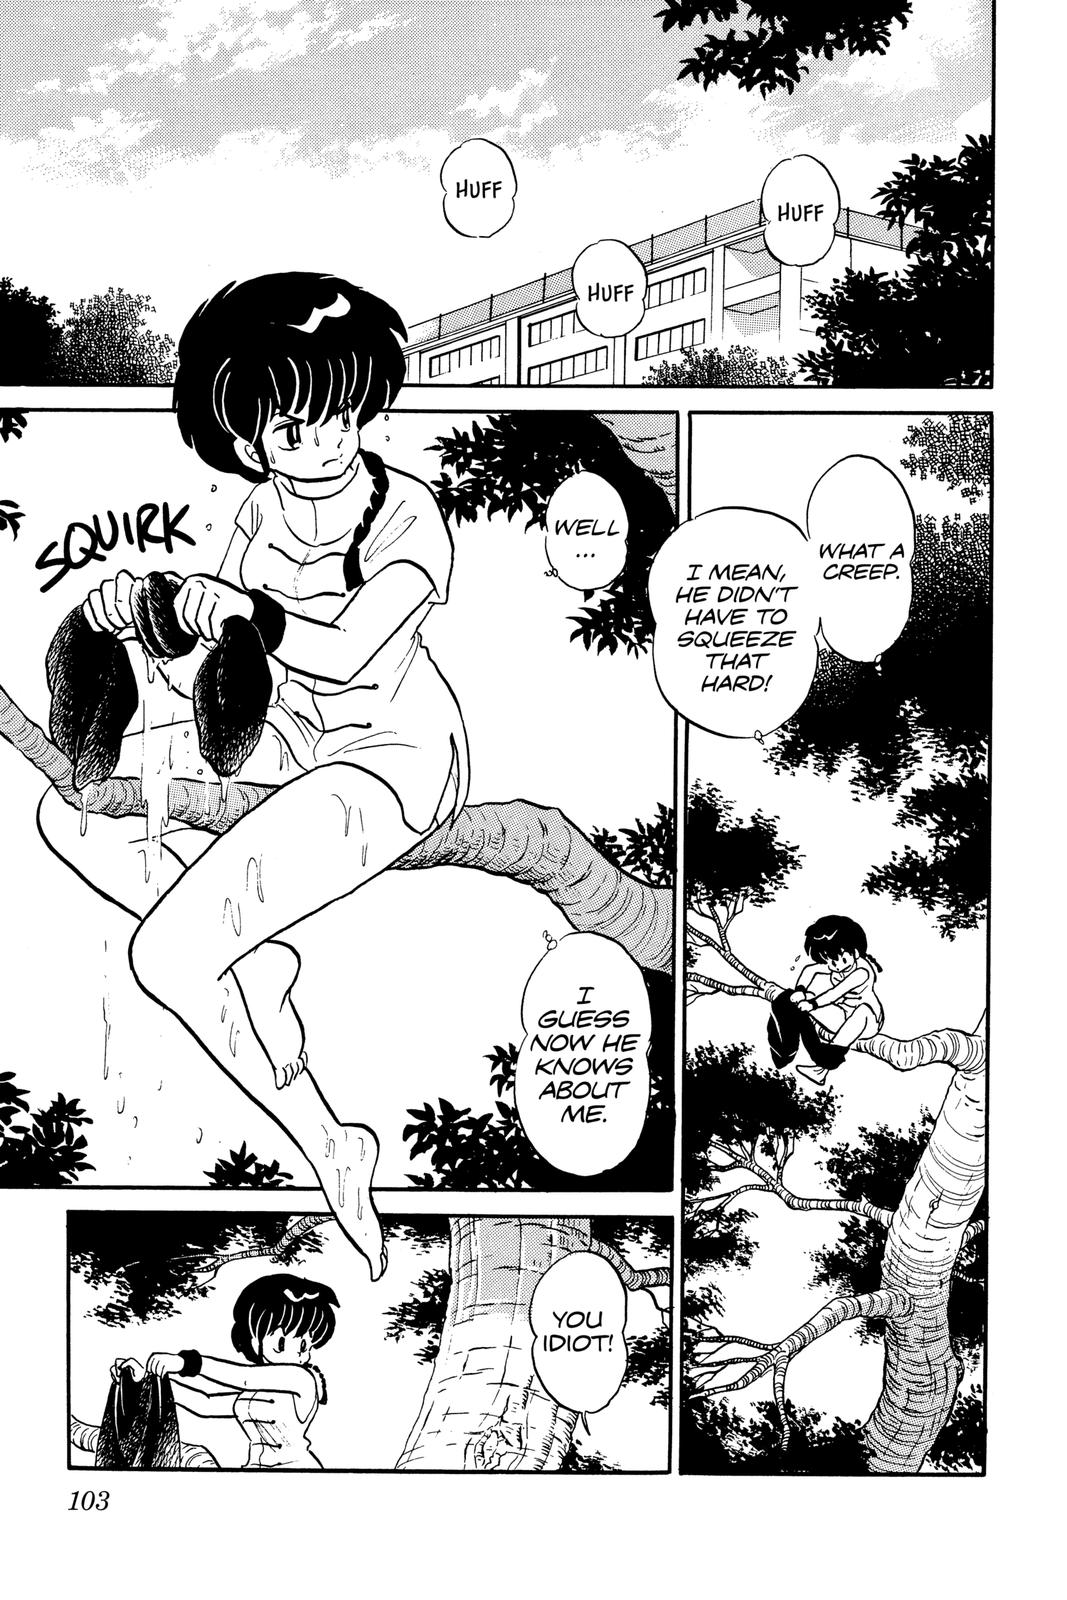 HUFF
HUFF
HUFF
WHAT A
CREEP.
I MEAN,
HE DIDN'T
HAVE TO
SQUEEZE
THAT
HARD!
WELL
...
SQUIRK
I
GUESS
NOW HE
KNOWS
ABOUT
ME.
YOU
IDIOT!
103